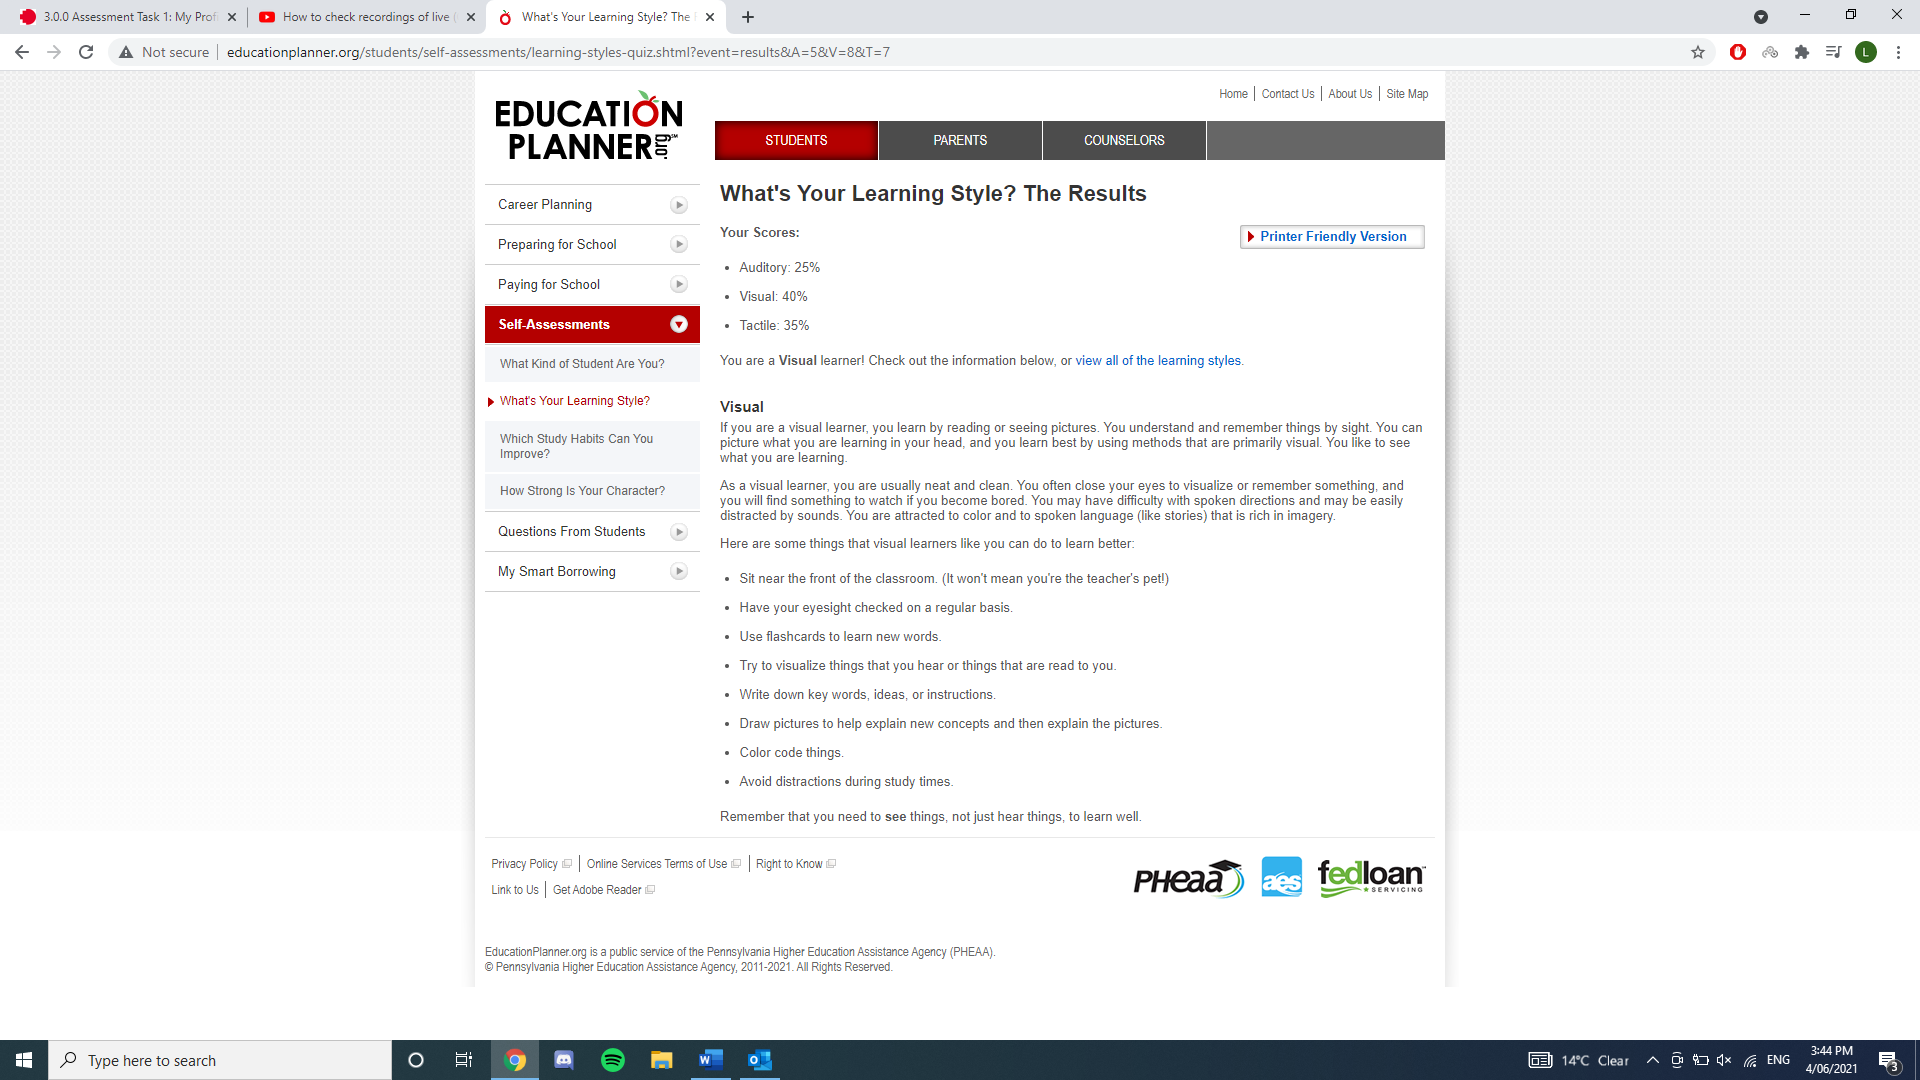 3.0.0 Assessment Task 1: My Prof
How to check recordings of live
What's Your Learning Style? The
Not secure
educationplanner.org/students/self-assessments/learning-styles-quiz.shtml?event=results&A=5&V=8&T=7
L
EDUCATION
PLANNER.org
Home
Contact Us
About Us
Site Map
STUDENTS
PARENTS
COUNSELORS
Career Planning
Preparing for School
Paying for School
Self-Assessments
What Kind of Student Are You?
What's Your Learning Style?
Which Study Habits Can You
Improve?
How Strong Is Your Character?
Questions From Students
My Smart Borrowing
What's Your Learning Style? The Results
Your Scores:
Printer Friendly Version
• Auditory: 25%
• Visual: 40%
• Tactile: 35%
You are a Visual learner! Check out the information below, or view all of the learning styles.
Visual
If you are a visual learner, you learn by reading or seeing pictures. You understand and remember things by sight. You can
picture what you are learning in your head, and you learn best by using methods that are primarily visual. You like to see
what you are learning.
As a visual learner, you are usually neat and clean. You often close your eyes to visualize or remember something, and
you will find something to watch if you become bored. You may have difficulty with spoken directions and may be easily
distracted by sounds. You are attracted to color and to spoken language (like stories) that is rich in imagery.
Here are some things that visual learners like you can do to learn better:
• Sit near the front of the classroom. (It won't mean you're the teacher's pet!)
• Have your eyesight checked on a regular basis.
• Use flashcards to learn new words.
• Try to visualize things that you hear or things that are read to you.
• Write down key words, ideas, or instructions.
• Draw pictures to help explain new concepts and then explain the pictures.
• Color code things.
• Avoid distractions during study times.
Remember that you need to see things, not just hear things, to learn well.
Privacy Policy
Online Services Terms of Use
Right to Know
Link to Us
Get Adobe Reader
PHEAA
aes
fedloan
SERVICING
EducationPlanner.org is a public service of the Pennsylvania Higher Education Assistance Agency (PHEAA).
© Pennsylvania Higher Education Assistance Agency, 2011-2021. All Rights Reserved.
Type here to search
14°C Clear
ENG
3:44 PM
4/06/2021
3